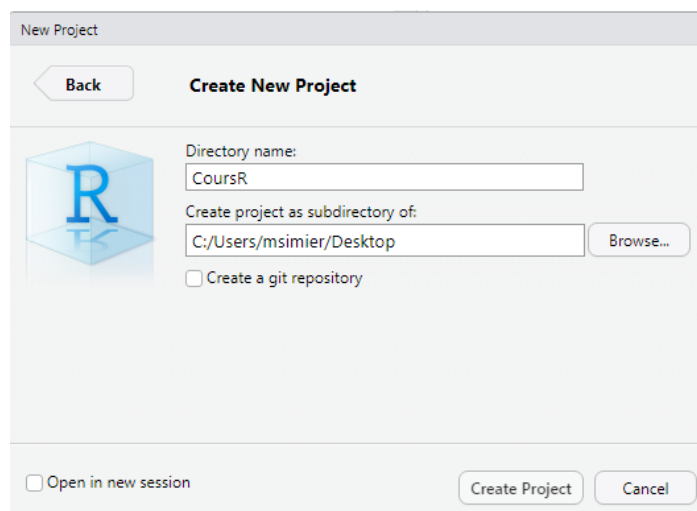 New Project
Back
Create New Project
R
Directory name:
CoursR
Create project as subdirectory of:
C:/Users/msimier/Desktop
Browse...
Create a git repository
Open in new session
Create Project
Cancel